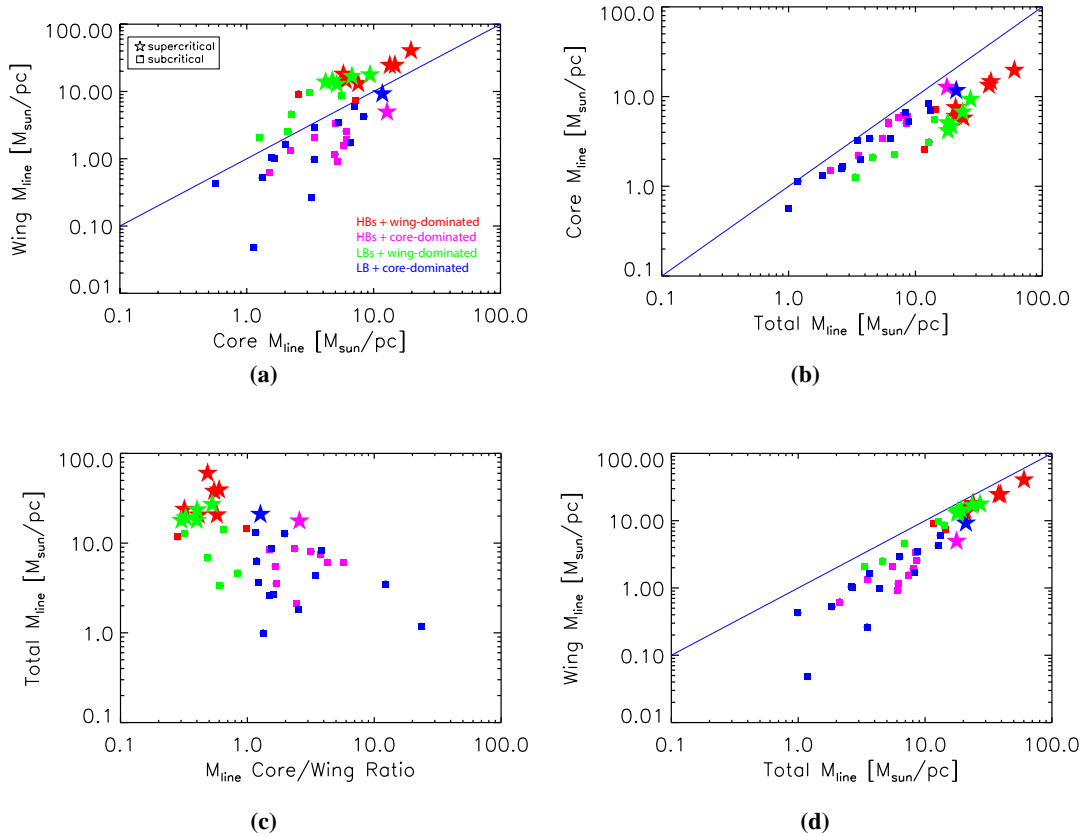 100.00
10.00
1.00
0.10
0.01
Wing M_line [M_sun/pc]
supercritical
subcritical
HBs + wing-dominated
HBs + core-dominated
LBs + wing-dominated
LB + core-dominated
0.1 1.0 10.0 100.0
Core M_line [M_sun/pc]
(a)
100.0
10.0
1.0
0.1
Core M_line [M_sun/pc]
0.1 1.0 10.0 100.0
Total M_line [M_sun/pc]
(b)
100.0
10.0
1.0
0.1
Total M_line [M_sun/pc]
0.1 1.0 10.0 100.0
M_line Core/Wing Ratio
(c)
100.00
10.00
1.00
0.10
0.01
Wing M_line [M_sun/pc]
0.1 1.0 10.0 100.0
Total M_line [M_sun/pc]
(d)